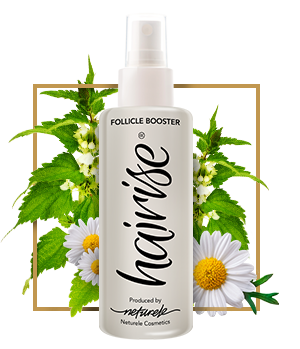 FOLLICLE BOOSTER
hairise®
Produced by
neturele
Neturele Cosmetics